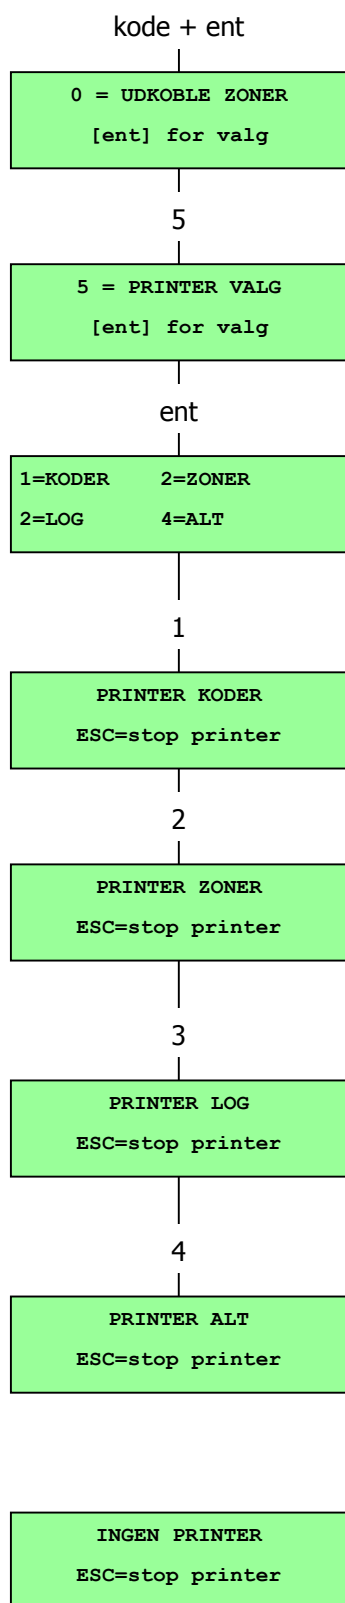 kode + ent
0 = UDKOBLE ZONER
[ent] for valg
5
5 = PRINTER VALG
[ent] for valg
ent
1=KODER 2=ZONER
2=LOG 4=ALT
1
PRINTER KODER
ESC=stop printer
2
PRINTER ZONER
ESC=stop printer
3
PRINTER LOG
ESC=stop printer
4
PRINTER ALT
ESC=stop printer
INGEN PRINTER
ESC=stop printer